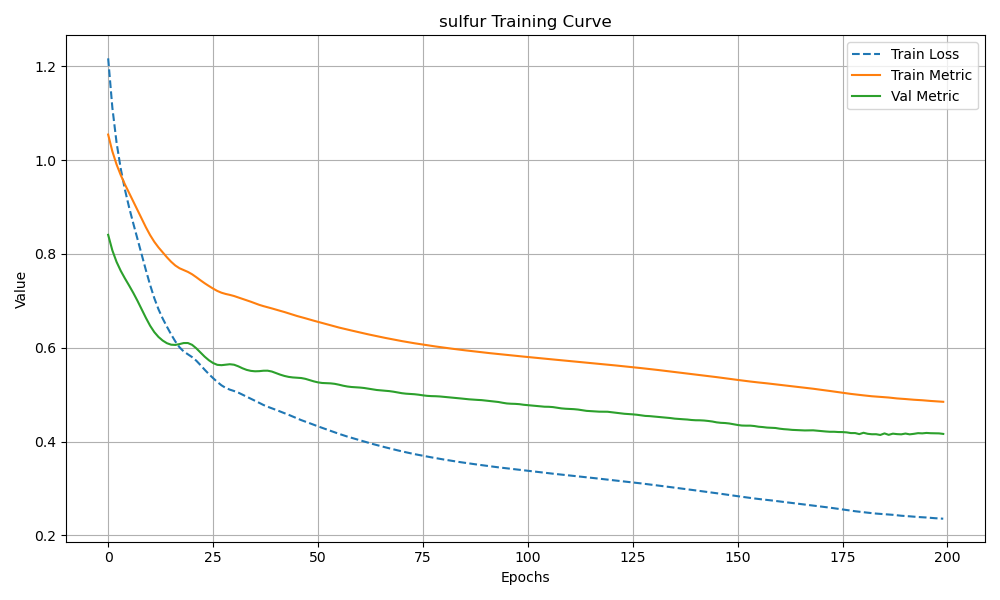 sulfur Training Curve
Train Loss
Train Metric
Val Metric
Value
1.2
1.0
0.8
0.6
0.4
0.2
0 25 50 75 100 125 150 175 200
Epochs